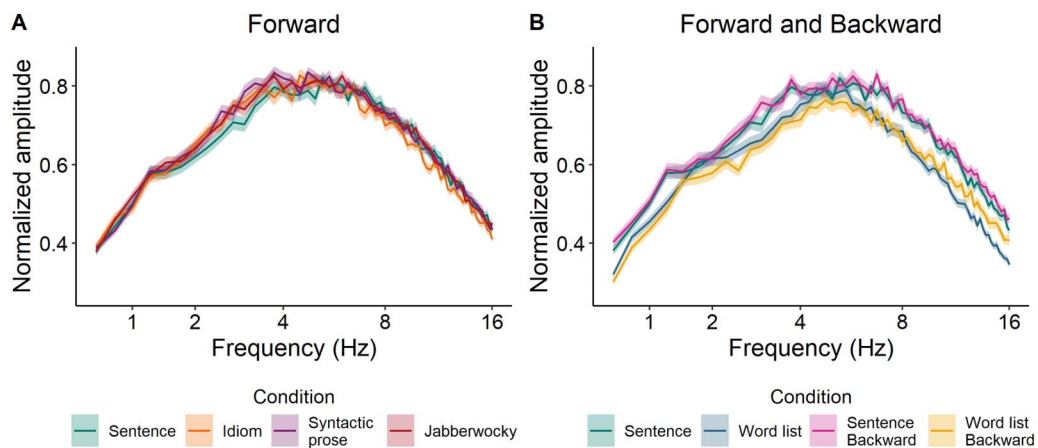 A
Forward
Normalized amplitude
0.8
0.6
0.4
1 2 4 8 16
Frequency (Hz)
Condition
Sentence Idiom Syntactic prose Jabberwocky
B
Forward and Backward
Normalized amplitude
0.8
0.6
0.4
1 2 4 8 16
Frequency (Hz)
Condition
Sentence Word list Sentence Backward Word list Backward